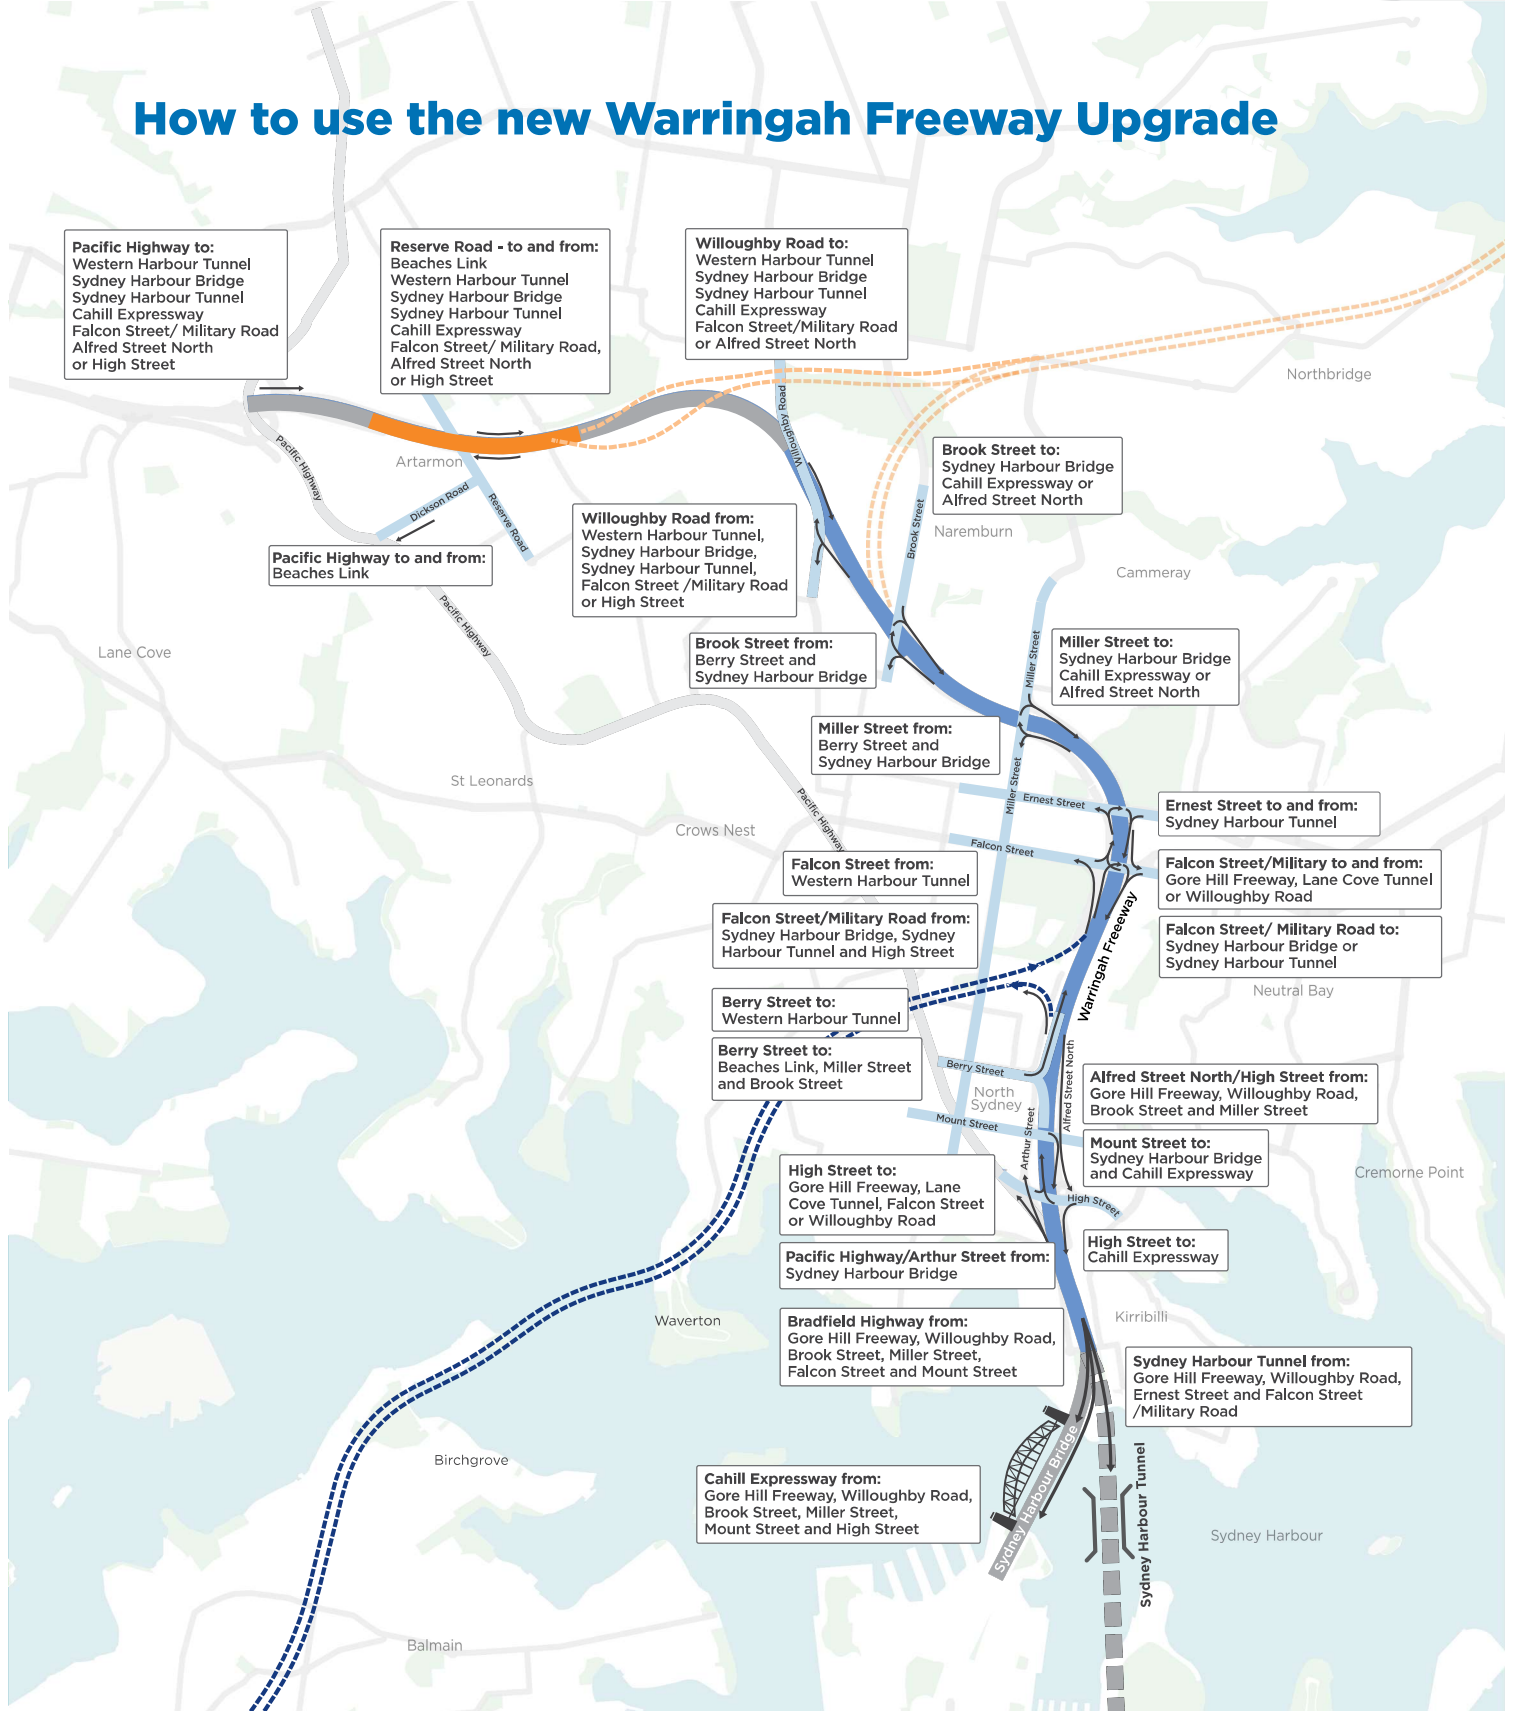 How to use the new Warringah Freeway Upgrade
Pacific Highway to:
Western Harbour Tunnel
Sydney Harbour Bridge
Sydney Harbour Tunnel
Cahill Expressway
Falcon Street/ Military Road
Alfred Street North
or High Street
Reserve Road - to and from:
Beaches Link
Western Harbour Tunnel
Sydney Harbour Bridge
Sydney Harbour Tunnel
Cahill Expressway
Falcon Street/ Military Road,
Alfred Street North
or High Street
Willoughby Road to:
Western Harbour Tunnel
Sydney Harbour Bridge
Sydney Harbour Tunnel
Cahill Expressway
Falcon Street/Military Road
or Alfred Street North
Northbridge
Willoughby Road
Pacific Highway
Artarmon
Dickson Road
Reserve Road
Brook Street to:
Sydney Harbour Bridge
Cahill Expressway or
Alfred Street North
Brook Street
Naremburn
Willoughby Road from:
Western Harbour Tunnel,
Sydney Harbour Bridge,
Sydney Harbour Tunnel,
Falcon Street /Military Road
or High Street
Pacific Highway to and from:
Beaches Link
Cammeray
Pacific Highway
Lane Cove
Brook Street from:
Berry Street and
Sydney Harbour Bridge
Miller Street
Miller Street to:
Sydney Harbour Bridge
Cahill Expressway or
Alfred Street North
Miller Street from:
Berry Street and
Sydney Harbour Bridge
St Leonards
Miller Street
Pacific Highway
Crows Nest
Ernest Street
Ernest Street to and from:
Sydney Harbour Tunnel
Falcon Street
Falcon Street from:
Western Harbour Tunnel
Falcon Street/Military to and from:
Gore Hill Freeway, Lane Cove Tunnel
or Willoughby Road
Falcon Street/Military Road from:
Sydney Harbour Bridge, Sydney
Harbour Tunnel and High Street
Warringah Freeeway
Falcon Street/ Military Road to:
Sydney Harbour Bridge or
Sydney Harbour Tunnel
Neutral Bay
Berry Street to:
Western Harbour Tunnel
Berry Street to:
Beaches Link, Miller Street
and Brook Street
Berry Street
Alfred Street North
North
Sydney
Alfred Street North/High Street from:
Gore Hill Freeway, Willoughby Road,
Brook Street and Miller Street
Mount Street
Arthur Street
Mount Street to:
Sydney Harbour Bridge
and Cahill Expressway
Cremorne Point
High Street to:
Gore Hill Freeway, Lane
Cove Tunnel, Falcon Street
or Willoughby Road
High Street
High Street to:
Cahill Expressway
Pacific Highway/Arthur Street from:
Sydney Harbour Bridge
Waverton
Kirribilli
Bradfield Highway from:
Gore Hill Freeway, Willoughby Road,
Brook Street, Miller Street,
Falcon Street and Mount Street
Sydney Harbour Tunnel from:
Gore Hill Freeway, Willoughby Road,
Ernest Street and Falcon Street
/Military Road
Birchgrove
Cahill Expressway from:
Gore Hill Freeway, Willoughby Road,
Brook Street, Miller Street,
Mount Street and High Street
Sydney Harbour Bridge
Sydney Harbour Tunnel
Sydney Harbour
Balmain